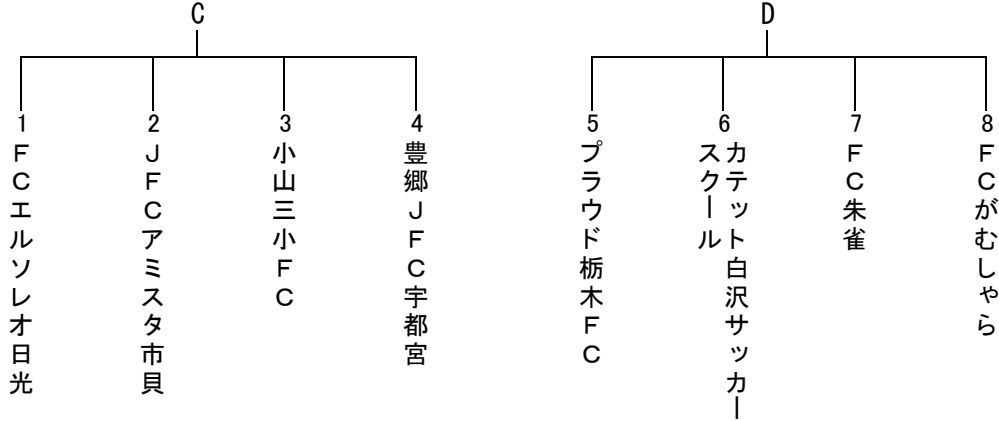 C
1
FCエルソレオ日光
2
JFCアミスタ市貝
3
小山三小FC
4
豊郷JFC宇都宮
D
5
プラウド栃木FC
6
カテット白沢サッカー
スクール
7
FC朱雀
8
FCがむしゃら